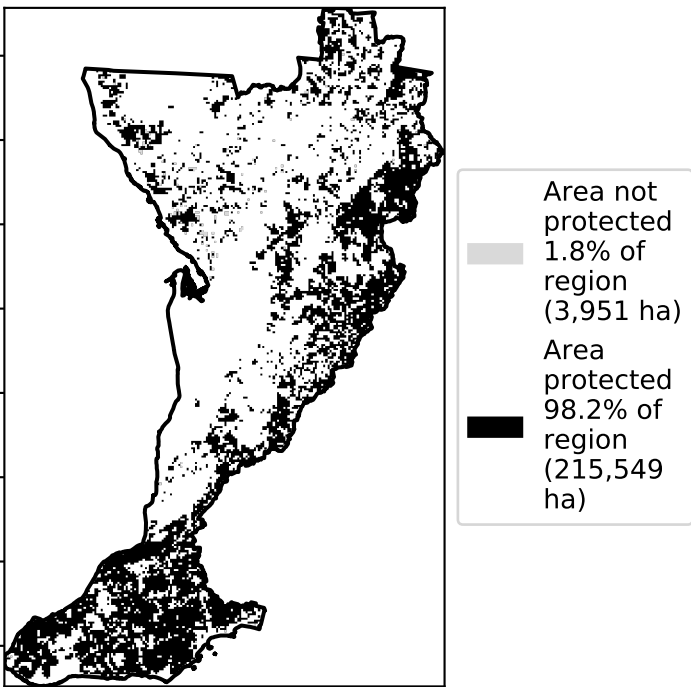 Area not
protected
1.8% of
region
(3,951 ha)
Area
protected
98.2% of
region
(215,549
ha)